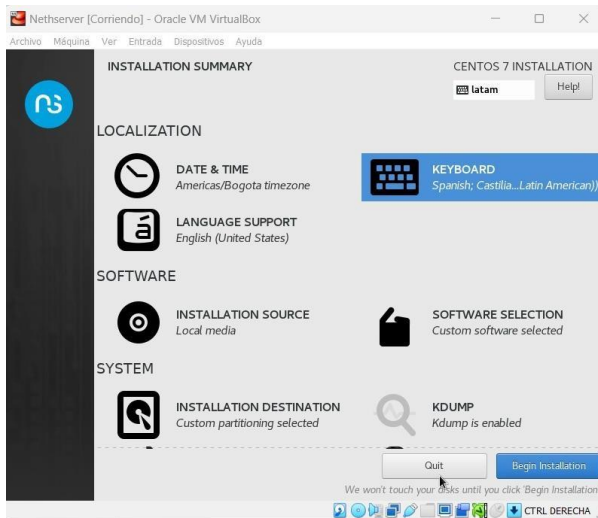 Nethserver [Corriendo] - Oracle VM VirtualBox
Archivo Máquina Ver Entrada Dispositivos Ayuda
INSTALLATION SUMMARY
CENTOS 7 INSTALLATION
latam
Help!
ns
LOCALIZATION
DATE & TIME
Americas/Bogota timezone
KEYBOARD
Spanish; Castilia...Latin American))
á
LANGUAGE SUPPORT
English (United States)
SOFTWARE
INSTALLATION SOURCE
Local media
SOFTWARE SELECTION
Custom software selected
SYSTEM
INSTALLATION DESTINATION
Custom partitioning selected
KDUMP
Kdump is enabled
Quit
Begin Installation
We won't touch your disks until you click 'Begin Installation
CTRL DERECHA